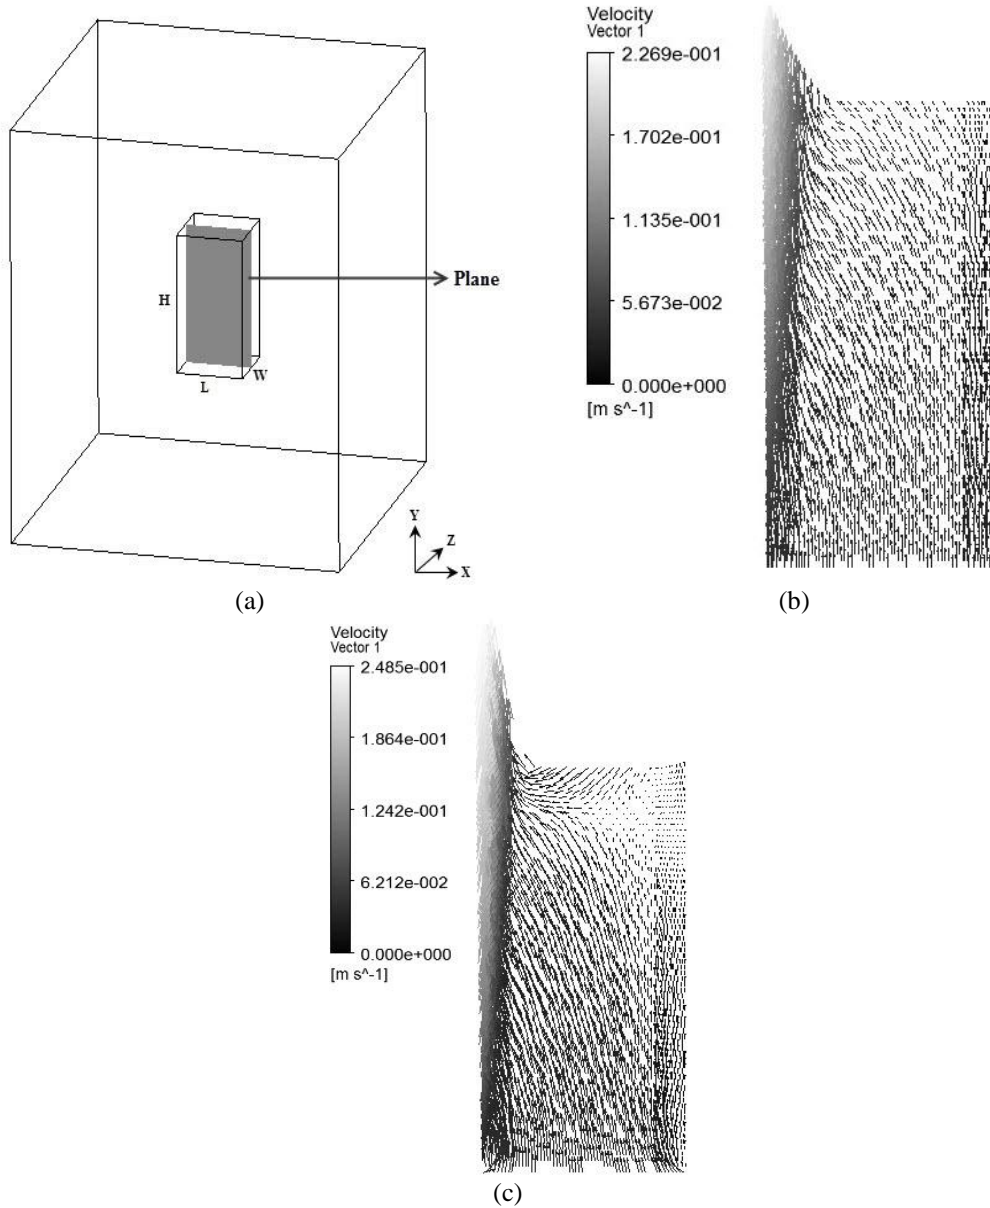 Plane
H
W
L
Y
Z
X
(a)
Velocity
Vector 1
2.269e-001
1.702e-001
1.135e-001
5.673e-002
0.000e+000
[m s^-1]
(b)
Velocity
Vector 1
2.485e-001
1.864e-001
1.242e-001
6.212e-002
0.000e+000
[m s^-1]
(c)